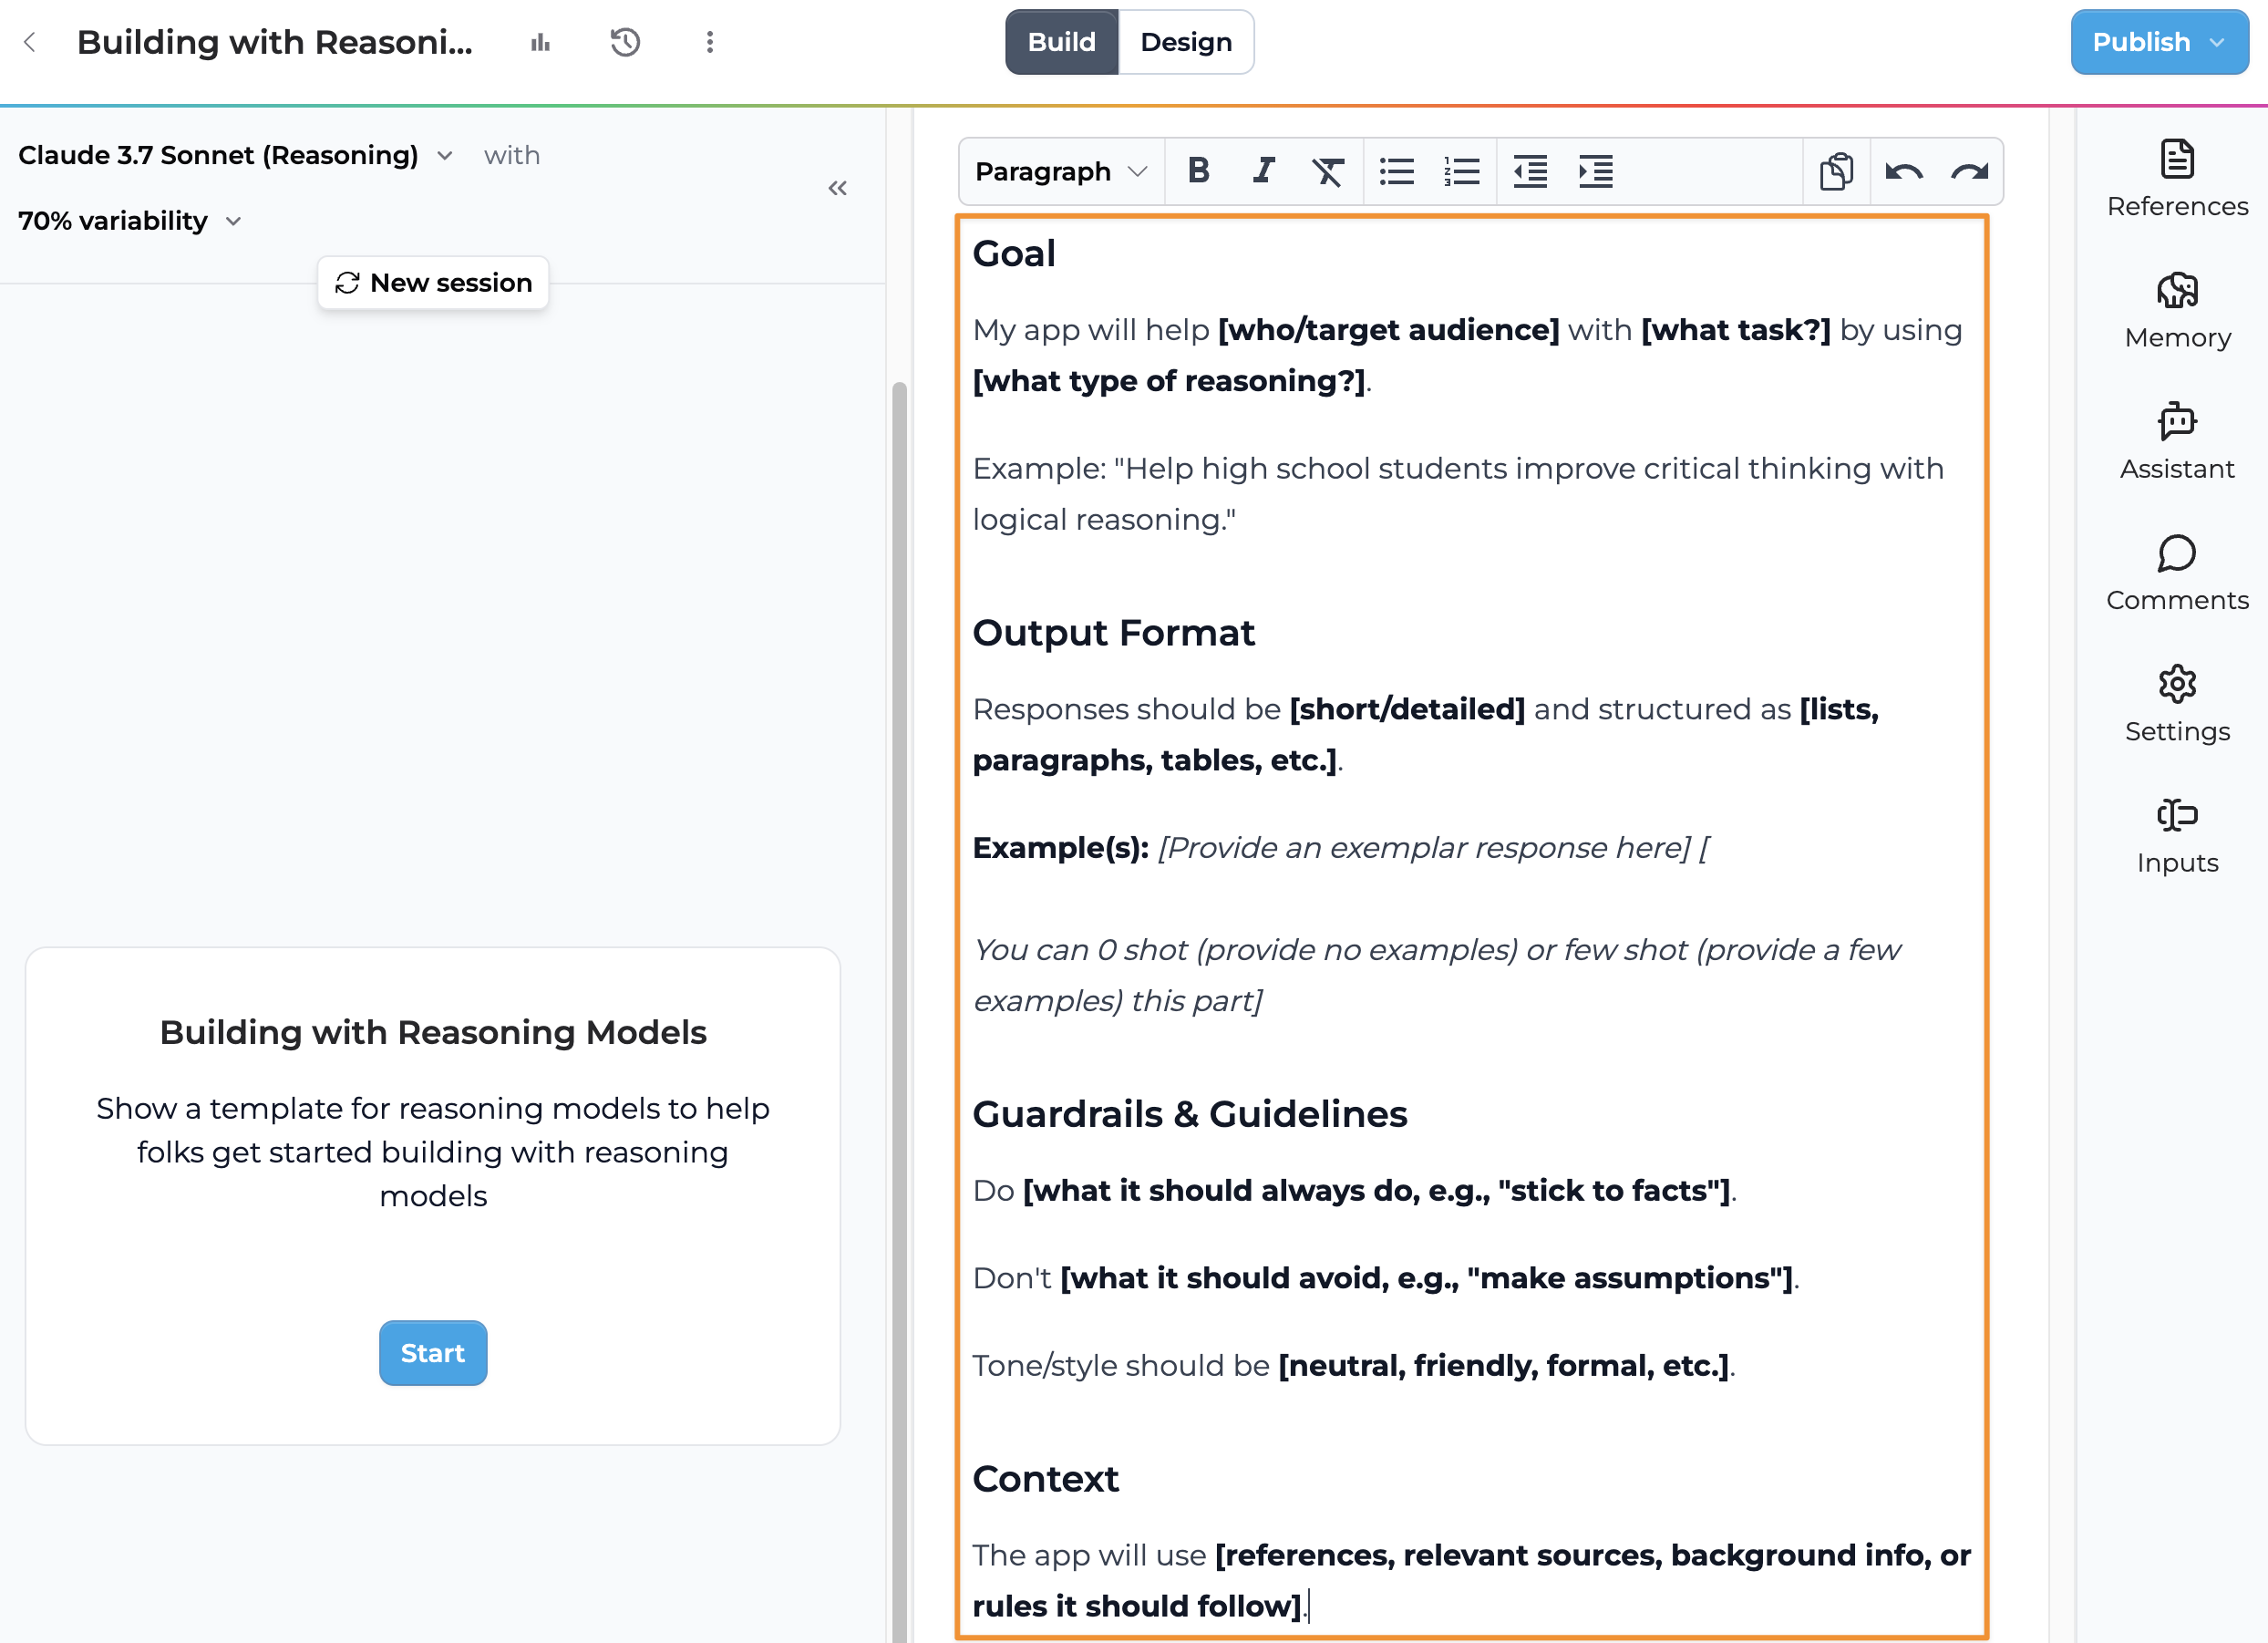 Building with Reasoni...
Build
Design
Publish
Claude 3.7 Sonnet (Reasoning)
with
70% variability
New session
Building with Reasoning Models
Show a template for reasoning models to help
folks get started building with reasoning
models
Start
Paragraph
Goal
My app will help [who/target audience] with [what task?] by using
[what type of reasoning?].
Example: "Help high school students improve critical thinking with
logical reasoning."
Output Format
Responses should be [short/detailed] and structured as [lists,
paragraphs, tables, etc.].
Example(s): [Provide an exemplar response here] [
You can 0 shot (provide no examples) or few shot (provide a few
examples) this part]
Guardrails & Guidelines
Do [what it should always do, e.g., "stick to facts"].
Don't [what it should avoid, e.g., "make assumptions"].
Tone/style should be [neutral, friendly, formal, etc.].
Context
The app will use [references, relevant sources, background info, or
rules it should follow].
References
Memory
Assistant
Comments
Settings
Inputs